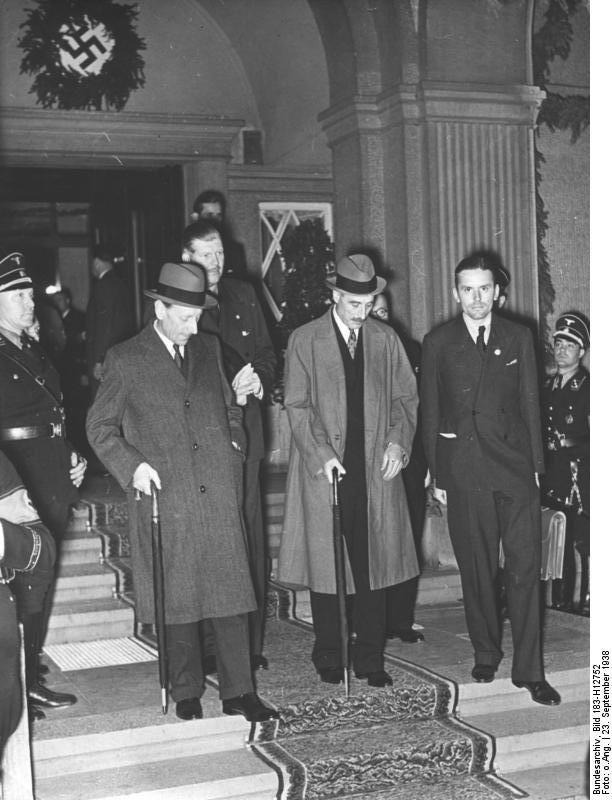 Bundesarchiv, Bild 183-H12752
Foto: o.Ang. | 23. September 1938